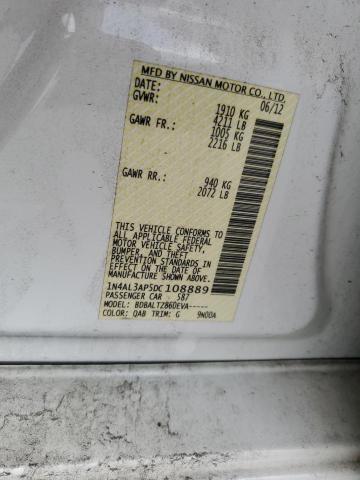 MFD BY NISSAN MOTOR CO., LTD.
DATE: 06/12
GVWR: 1910 KG
4211 LB
GAWR FR.: 1005 KG
2216 LB
GAWR RR.: 940 KG
2072 LB
THIS VEHICLE CONFORMS TO
ALL APPLICABLE FEDERAL
MOTOR VEHICLE SAFETY,
BUMPER, AND THEFT
PREVENTION STANDARDS IN
EFFECT ON THE DATE OF
MANUFACTURE SHOWN ABOVE.
1N4AL3AP5DC108889
PASSENGER CAR 587
MODEL: BDBALTZ86DEVA-----
COLOR: QAB TRIM: G 9N00A